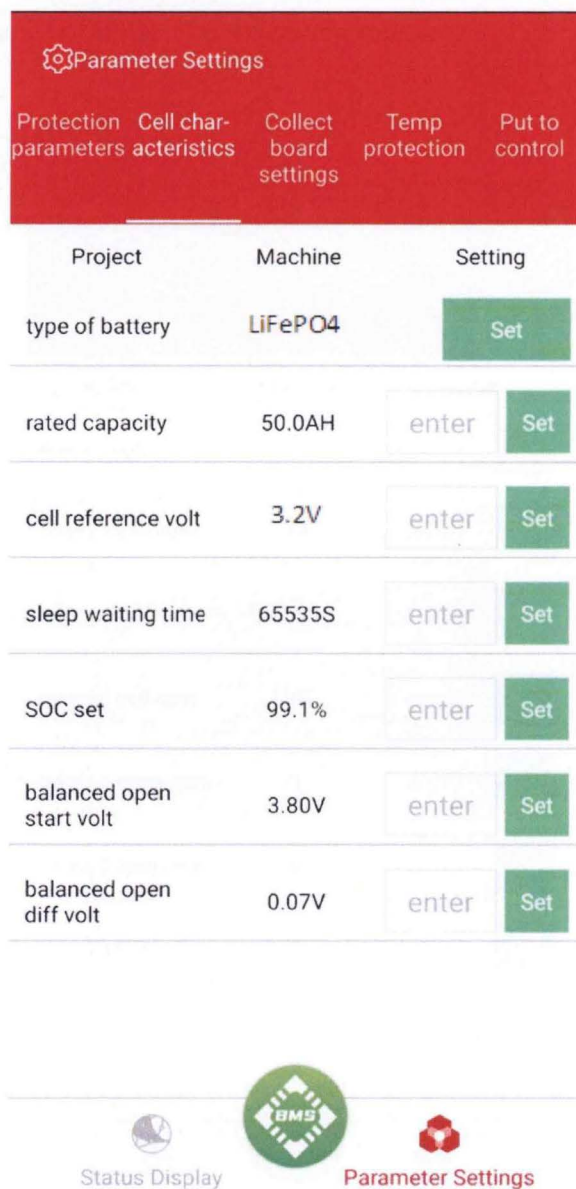 Parameter Settings
Protection parameters
Cell char-
acteristics
Collect board settings
Temp protection
Put to control
Project Machine Setting
type of battery LiFePO4 Set
rated capacity 50.0AH enter Set
cell reference volt 3.2V enter Set
sleep waiting time 65535S enter Set
SOC set 99.1% enter Set
balanced open
start volt 3.80V enter Set
balanced open
diff volt 0.07V enter Set
BMS
Status Display Parameter Settings